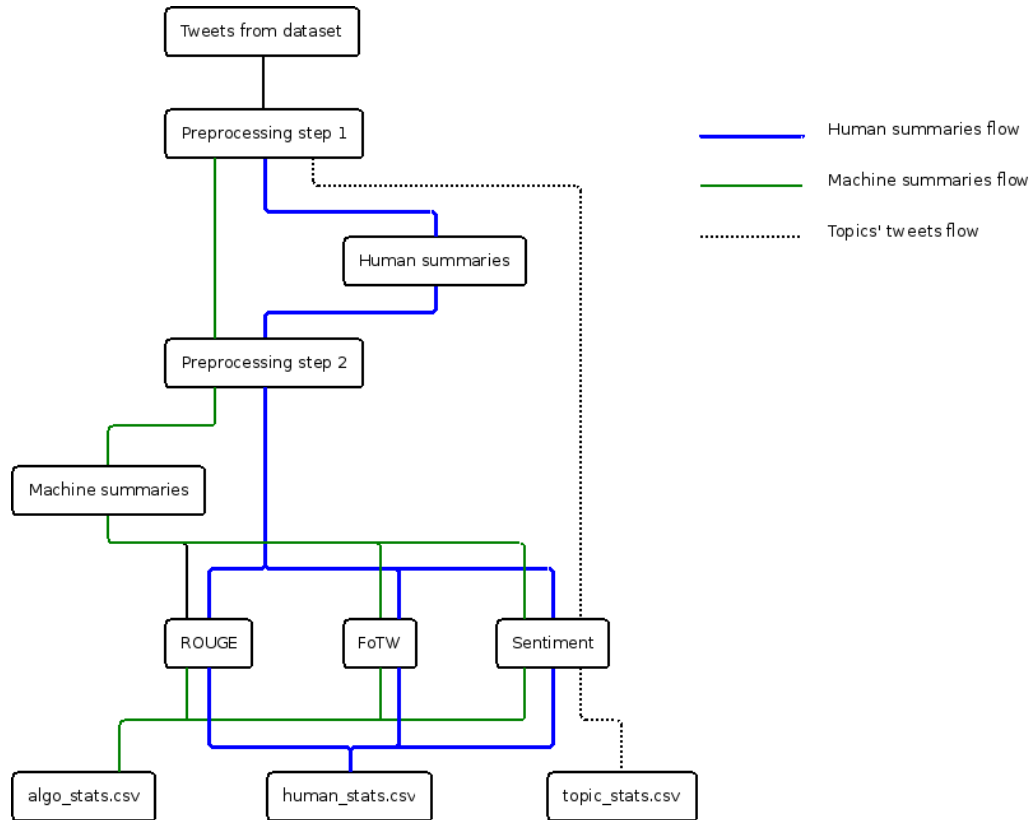 Tweets from dataset
Preprocessing step 1
Human summaries flow
Machine summaries flow
Topics' tweets flow
Human summaries
Preprocessing step 2
Machine summaries
ROUGE
FoTW
Sentiment
algo_stats.csv
human_stats.csv
topic_stats.csv